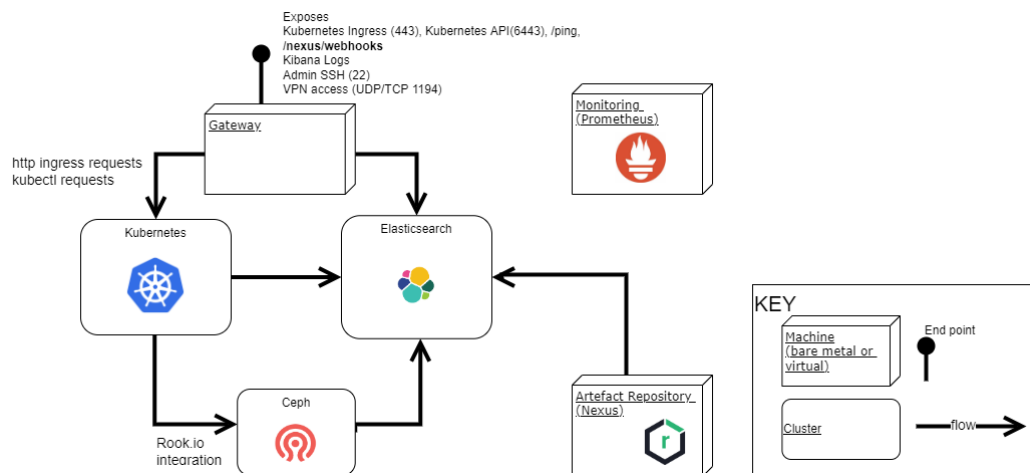 Exposes
Kubernetes Ingress (443), Kubernetes API(6443), /ping,
/nexus/webhooks
Kibana Logs
Admin SSH (22)
VPN access (UDP/TCP 1194)
Gateway
Monitoring
(Prometheus)
http ingress requests
kubectl requests
Kubernetes
Elasticsearch
KEY
Machine
(bare metal or
virtual)
End point
Ceph
Artefact Repository
(Nexus)
r
Cluster
flow
Rook.io
integration